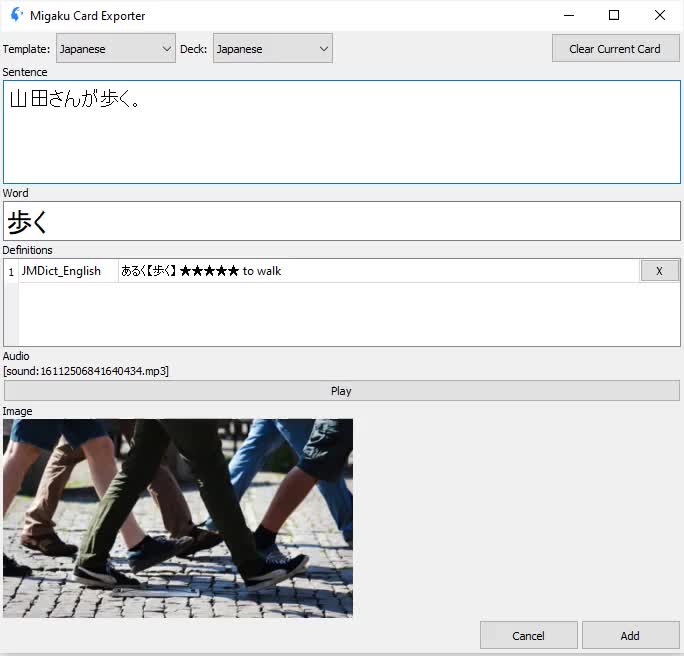 Migaku Card Exporter
Template: Japanese Deck: Japanese Clear Current Card
Sentence
山田さんが歩く。
Word
歩く
Definitions
1 JMDict_English あるく【歩く】 ★★★★★ to walk X
Audio
[sound:16112506841640434.mp3]
Play
Image
Cancel Add